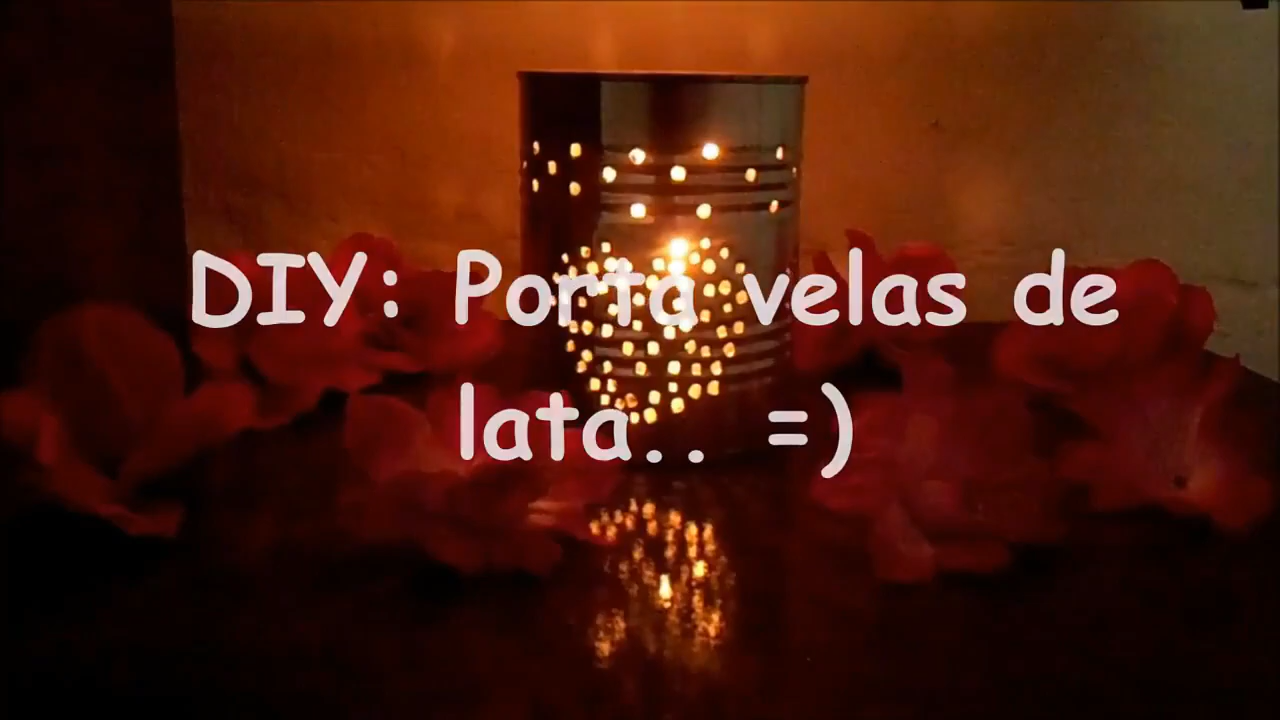 DIY: Porta velas de
lata.. =)